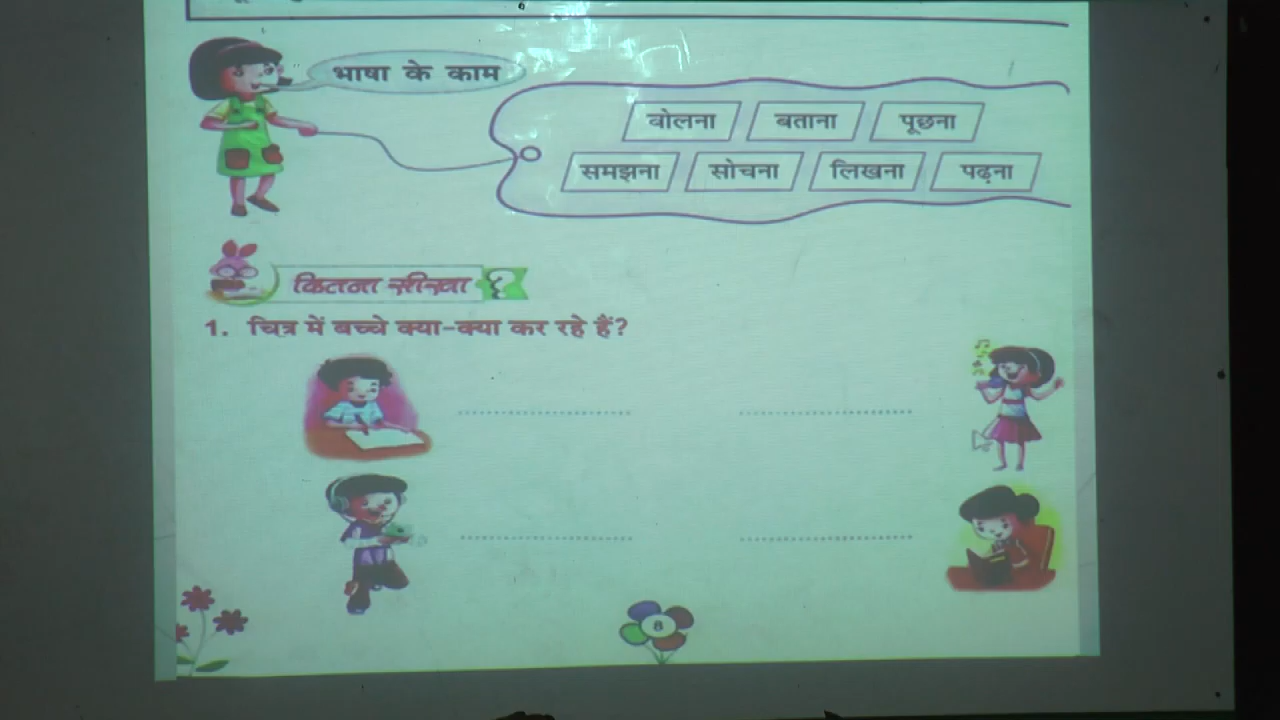 भाषा के काम
बोलना बताना पूछना
समझना सोचना लिखना पढ़ना
कितना सीखा ?
1. चित्र में बच्चे क्या-क्या कर रहे हैं?
8